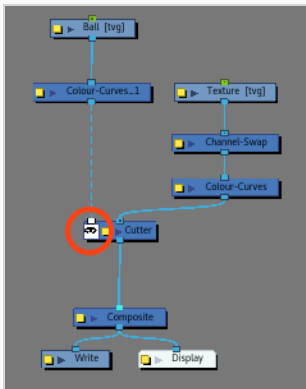 Ball [tvg]
Colour-Curves_1
Texture [tvg]
Channel-Swap
Colour-Curves
Cutter
Composite
Write
Display